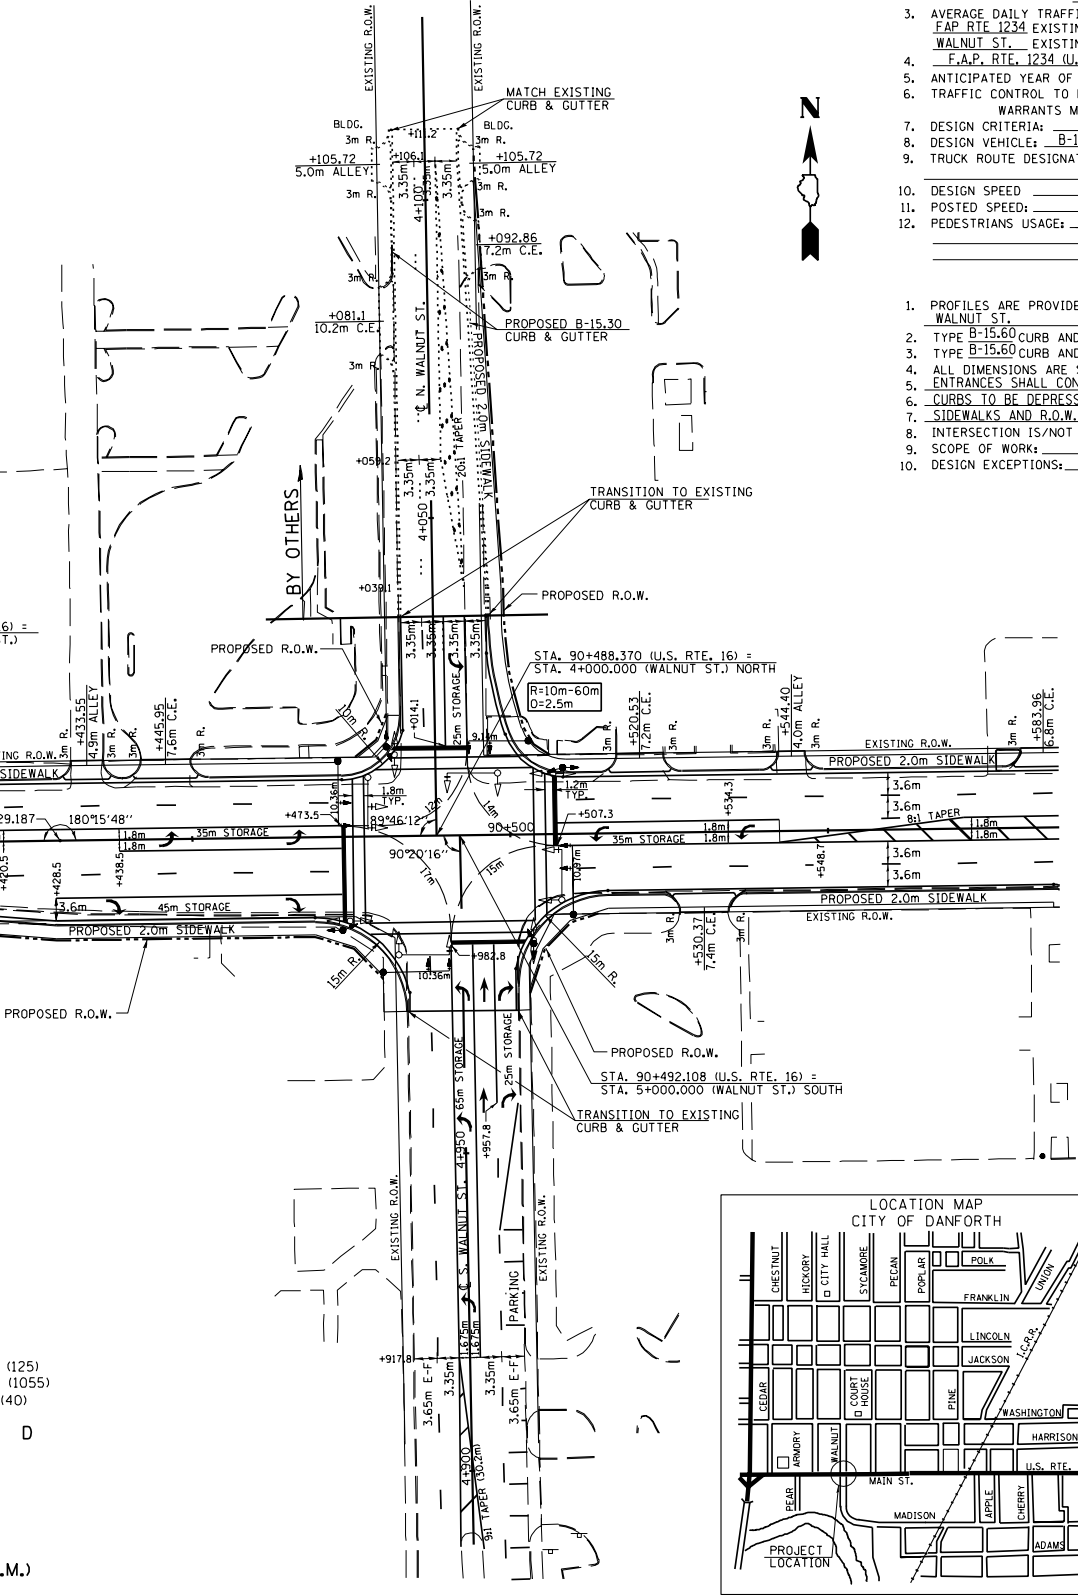 3. AVERAGE DAILY TRAFFI
FAP RTE 1234 EXISTIN
WALNUT ST. EXISTIN
4. F.A.P. RTE. 1234 (U.
5. ANTICIPATED YEAR OF
6. TRAFFIC CONTROL TO
WARRANTS M
7. DESIGN CRITERIA:
8. DESIGN VEHICLE: B-1
9. TRUCK ROUTE DESIGNA
10. DESIGN SPEED
11. POSTED SPEED:
12. PEDESTRIANS USAGE:
1. PROFILES ARE PROVIDE
WALNUT ST.
2. TYPE B-15.60 CURB AND
3. TYPE B-15.60 CURB AND
4. ALL DIMENSIONS ARE
5. ENTRANCES SHALL CON
6. CURBS TO BE DEPRESS
7. SIDEWALKS AND R.O.W.
8. INTERSECTION IS/NOT
9. SCOPE OF WORK:
10. DESIGN EXCEPTIONS:
N
EXISTING R.O.W.
EXISTING R.O.W.
MATCH EXISTING
CURB & GUTTER
BLDG.
+111.2
BLDG.
3m R.
3m R.
+105.72
5.0m ALLEY
+106.1
+105.72
5.0m ALLEY
3.35m
3.35m
3.35m
3m R.
3m R.
4+100
3m R.
+092.86
7.2m C.E.
3m R.
3m R.
+081.1
10.2m C.E.
PROPOSED B-15.30
CURB & GUTTER
℄ N. WALNUT ST.
PROPOSED 2.0m SIDEWALK
3m R.
20:1 TAPER
+059.2
3.35m
3.35m
4+050
TRANSITION TO EXISTING
CURB & GUTTER
BY OTHERS
+039.1
PROPOSED R.O.W.
6) =
T.)
PROPOSED R.O.W.
3.35m
3.35m
3.35m
3.35m
STA. 90+488.370 (U.S. RTE. 16) =
STA. 4+000.000 (WALNUT ST.) NORTH
R=10m-60m
O=2.5m
25m STORAGE
+014.1
10m R.
9.14m
+433.55
4.9m ALLEY
+445.95
7.6m C.E.
3m R.
3m R.
3m R.
3m R.
+520.53
7.2m C.E.
3m R.
3m R.
+544.40
4.0m ALLEY
3m R.
3m R.
+583.96
6.8m C.E.
3m R.
ING R.O.W.
SIDEWALK
EXISTING R.O.W.
PROPOSED 2.0m SIDEWALK
1.8m
TYP.
10.36m
1.2m
TYP.
3.6m
3.6m
+534.3
8:1 TAPER
29.187
180°15'48"
+473.5
89°46'12"
12m
14m
90+500
+507.3
1.8m
1.8m
35m STORAGE
35m STORAGE
1.8m
1.8m
1.8m
1.8m
90°20'16"
17m
15m
10.97m
+548.7
3.6m
3.6m
+420.5
+428.5
+438.5
3.6m
45m STORAGE
PROPOSED 2.0m SIDEWALK
PROPOSED 2.0m SIDEWALK
EXISTING R.O.W.
3m R.
+530.37
7.4m C.E.
3m R.
+982.8
10.36m
15m R.
15m R.
PROPOSED R.O.W.
PROPOSED R.O.W.
STA. 90+492.108 (U.S. RTE. 16) =
STA. 5+000.000 (WALNUT ST.) SOUTH
65m STORAGE
25m STORAGE
TRANSITION TO EXISTING
CURB & GUTTER
+957.8
4+950
℄ S. WALNUT ST.
EXISTING R.O.W.
EXISTING R.O.W.
PARKING
1.675m
1.675m
+917.8
3.65m E-F
3.35m
3.35m
3.65m E-F
4+900
9:1 TAPER (30.2m)
(125)
(1055)
(40)
D
.M.)
LOCATION MAP
CITY OF DANFORTH
CHESTNUT
HICKORY
CITY HALL
SYCAMORE
PECAN
POPLAR
POLK
UNION
FRANKLIN
LINCOLN
I.C.R.R.
JACKSON
CEDAR
COURT
HOUSE
PINE
WASHINGTON
ARMORY
WALNUT
HARRISON
U.S. RTE.
MAIN ST.
PEAR
APPLE
CHERRY
MADISON
ADAMS
PROJECT
LOCATION